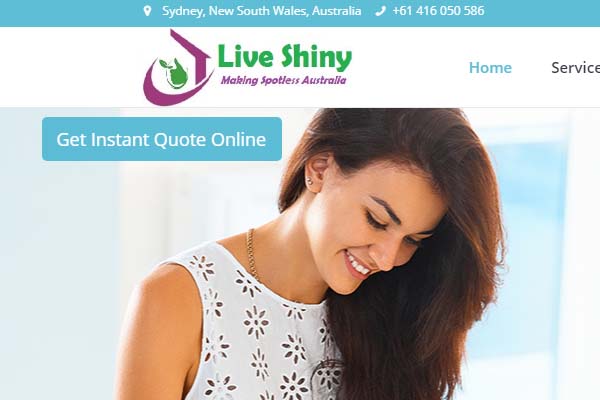 Sydney, New South Wales, Australia +61 416 050 586
Live Shiny
Making Spotless Australia
Home Service
Get Instant Quote Online